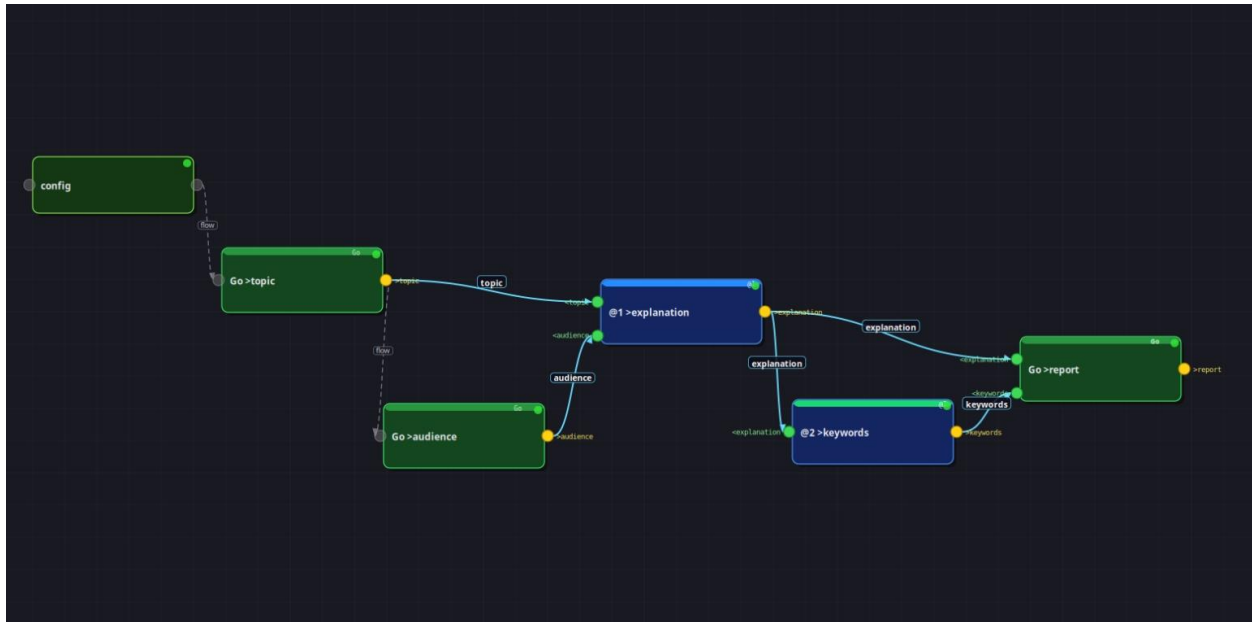 config
flow
Go
Go >topic
>topic
topic
<topic
flow
Go
Go >audience
>audience
audience
<audience
@1 >explanation
>explanation
explanation
explanation
<explanation
@2 >keywords
>keywords
keywords
<explanation
<keywords
Go
Go >report
>report